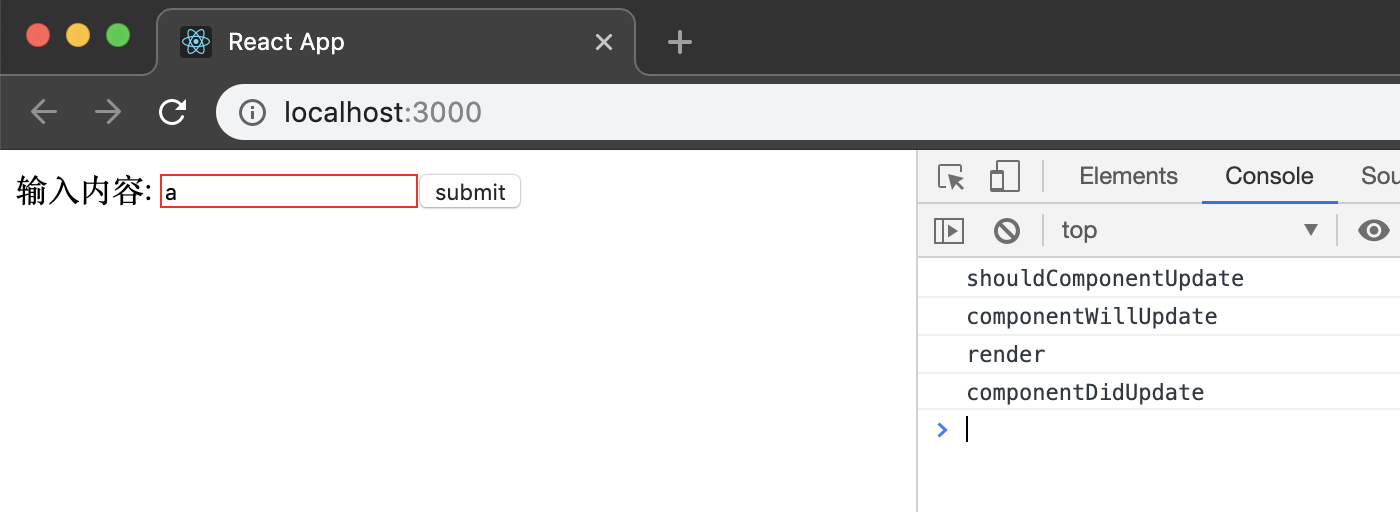 React App
localhost:3000
输入内容: a submit
Elements Console Sou
top
shouldComponentUpdate
componentWillUpdate
render
componentDidUpdate